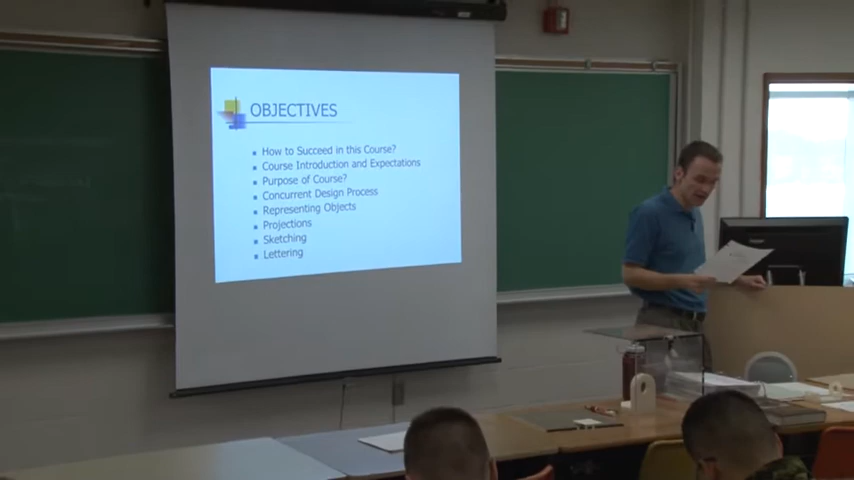 OBJECTIVES
How to Succeed in this Course?
Course Introduction and Expectations
Purpose of Course?
Concurrent Design Process
Representing Objects
Projections
Sketching
Lettering